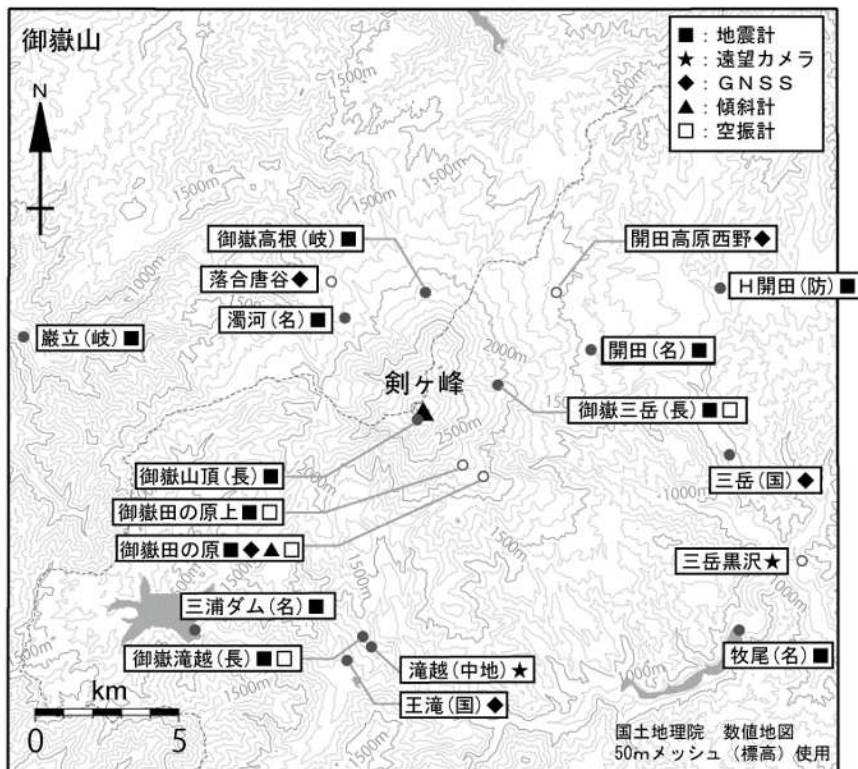 御嶽山
■：地震計
★：遠望カメラ
◆：ＧＮＳＳ
▲：傾斜計
□：空振計
N
1500m
1500m
1500m
1500m
1500m
1000m
御嶽高根(岐)■
開田高原西野◆
落合唐谷◆
H開田(防)■
濁河(名)■
巌立(岐)■
開田(名)■
2000m
剣ヶ峰
御嶽三岳(長)■□
2500m
御嶽山頂(長)■
2000m
三岳(国)◆
1000m
御嶽田の原上■□
御嶽田の原■◆▲□
三岳黒沢★
1500m
1500m
1500m
1000m
三浦ダム(名)■
御嶽滝越(長)■□
滝越(中地)★
牧尾(名)■
1500m
1000m
王滝(国)◆
km
0 5
国土地理院 数値地図
50mメッシュ(標高)使用